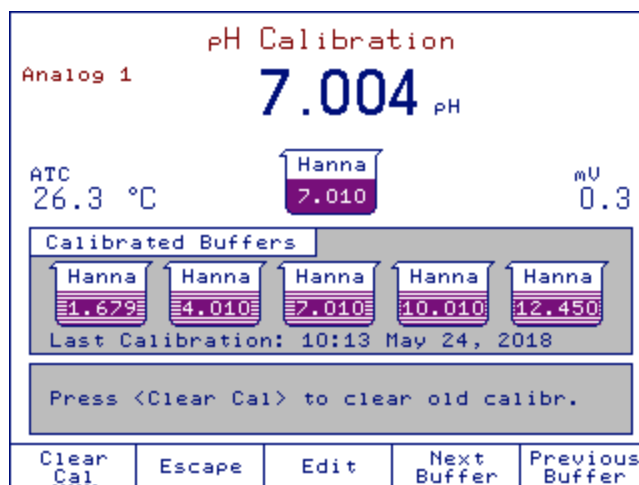 pH Calibration
Analog 1
7.004 pH
ATC
26.3 °C
Hanna
7.010
mV
0.3
Calibrated Buffers
Hanna Hanna Hanna Hanna Hanna
1.679 4.010 7.010 10.010 12.450
Last Calibration: 10:13 May 24, 2018
Press <Clear Cal> to clear old calibr.
Clear Cal
Escape
Edit
Next Buffer
Previous Buffer